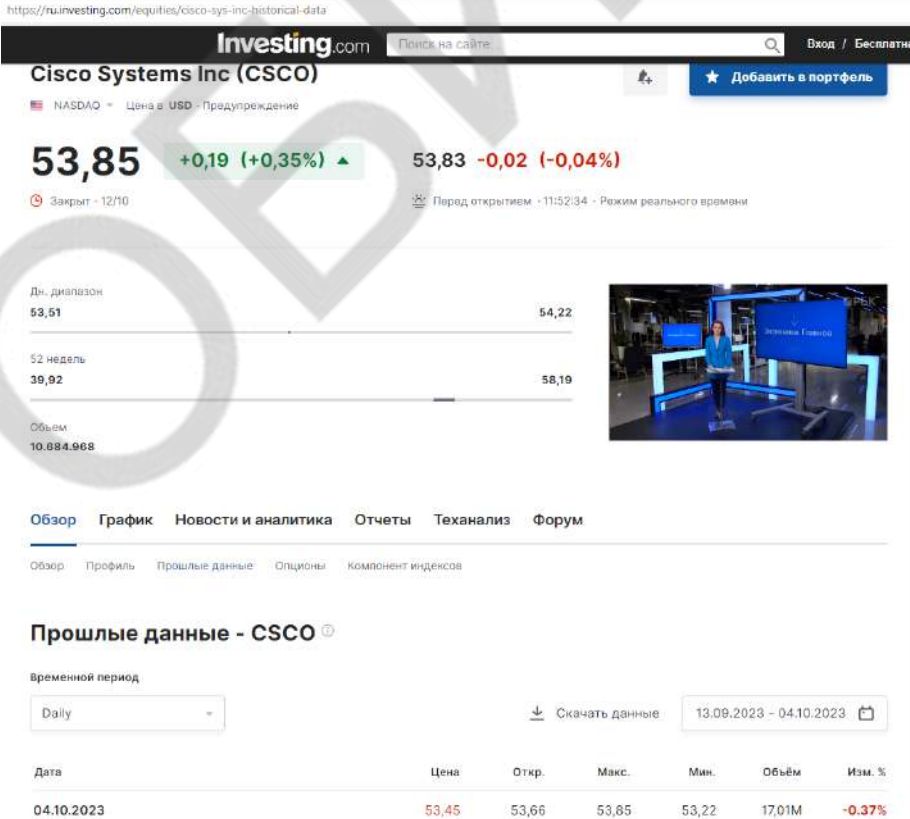 https://ru.investing.com/equities/cisco-sys-inc-historical-data
Investing.com Поиск на сайте... Вход / Бесплатна
Cisco Systems Inc (CSCO)
Добавить в портфель
NASDAQ Цена в USD - Предупреждение
53,85 +0,19 (+0,35%) 53,83 -0,02 (-0,04%)
Закрыт - 12/10 Перед открытием - 11:52:34 - Режим реального времени
Дн. диапазон
53,51 54,22
52 недель
39,92 58,19
Объем
10.684.968
Обзор График Новости и аналитика Отчеты Теханализ Форум
Обзор Профиль Прошлые данные Опционы Компонент индексов
Прошлые данные - CSCO
Временной период
Daily Скачать данные 13.09.2023 - 04.10.2023
Дата Цена Откр. Макс. Мин. Объём Изм. %
04.10.2023 53,45 53,66 53,85 53,22 17,01M -0.37%